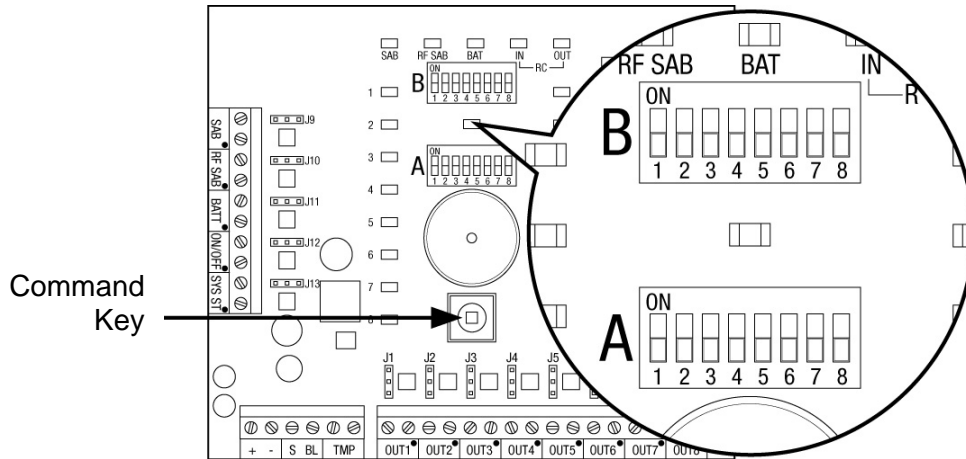 Command
Key
SAB
RF SAB
BAT
IN
OUT
RC
B
ON
1 2 3 4 5 6 7 8
A
ON
1 2 3 4 5 6 7 8
1
2
3
4
5
6
7
8
SAB
RF SAB
BATT
ON/OFF
SYS ST
J9
J10
J11
J12
J13
J1
J2
J3
J4
J5
+ - S BL TMP
OUT1 OUT2 OUT3 OUT4 OUT5 OUT6 OUT7 OUT8
RF SAB
BAT
IN
R
B
ON
1 2 3 4 5 6 7 8
A
ON
1 2 3 4 5 6 7 8